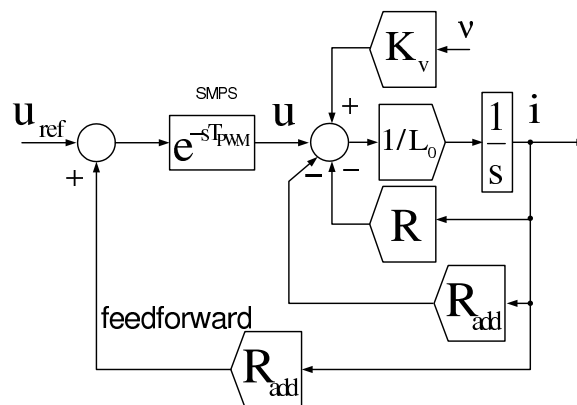 ν
K_v
SMPS
+
u_ref
e^{-sT_PWM}
u
1/L_0
1/s
i
+
−
−
R
R_add
feedforward
R_add